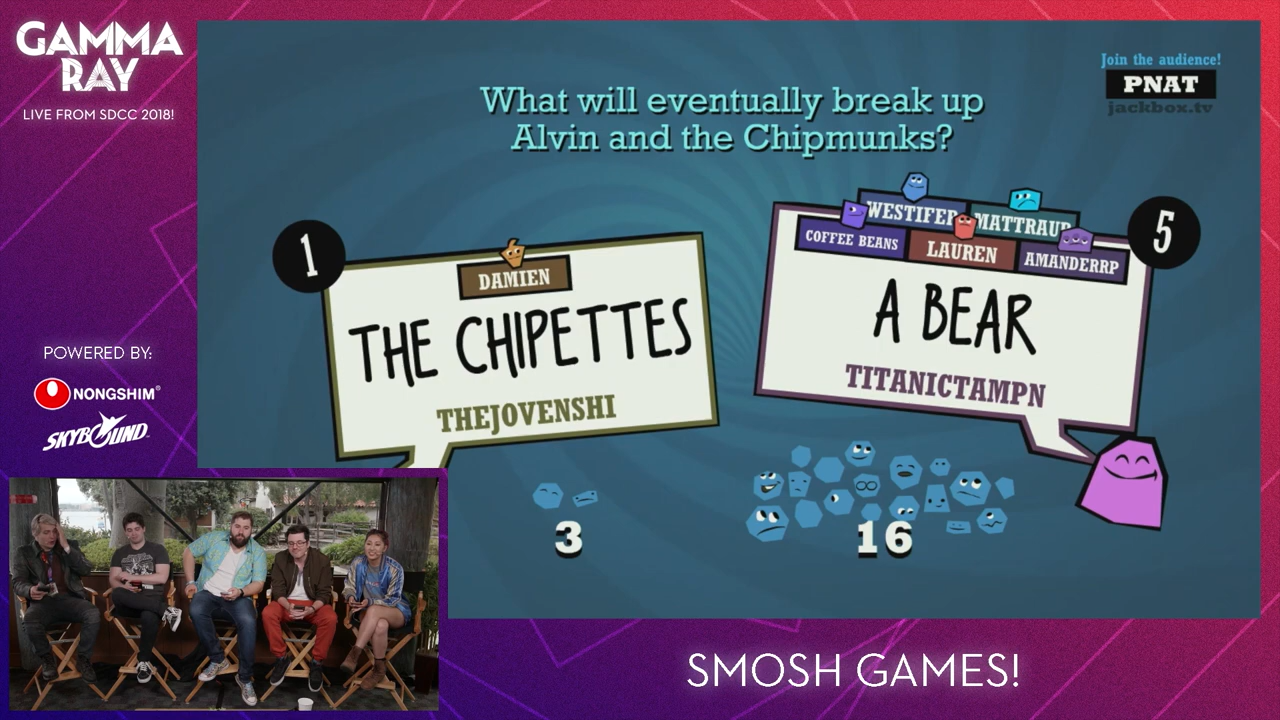 GAMMA
RAY
LIVE FROM SDCC 2018!
POWERED BY:
NONGSHIM®
SKYBOUND
What will eventually break up
Alvin and the Chipmunks?
Join the audience!
PNAT
jackbox.tv
1
DAMIEN
THE CHIPETTES
THEJOVENSHI
3
WESTIFER MATTRAUP
COFFEE BEANS LAUREN AMANDERRP
5
A BEAR
TITANICTAMPN
16
SMOSH GAMES!